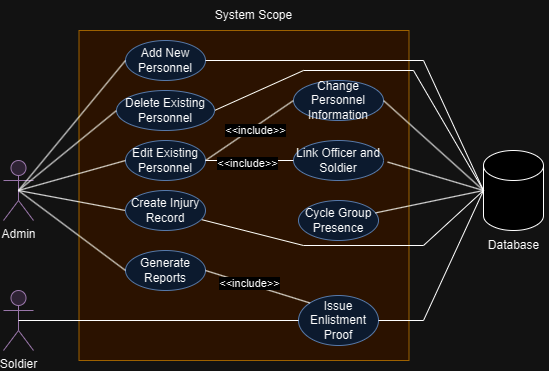 System Scope
Add New
Personnel
Delete Existing
Personnel
Change
Personnel
Information
<<include>>
Edit Existing
Personnel
<<include>>
Link Officer and
Soldier
Admin
Create Injury
Record
Cycle Group
Presence
Database
Generate
Reports
<<include>>
Issue
Enlistment
Proof
Soldier